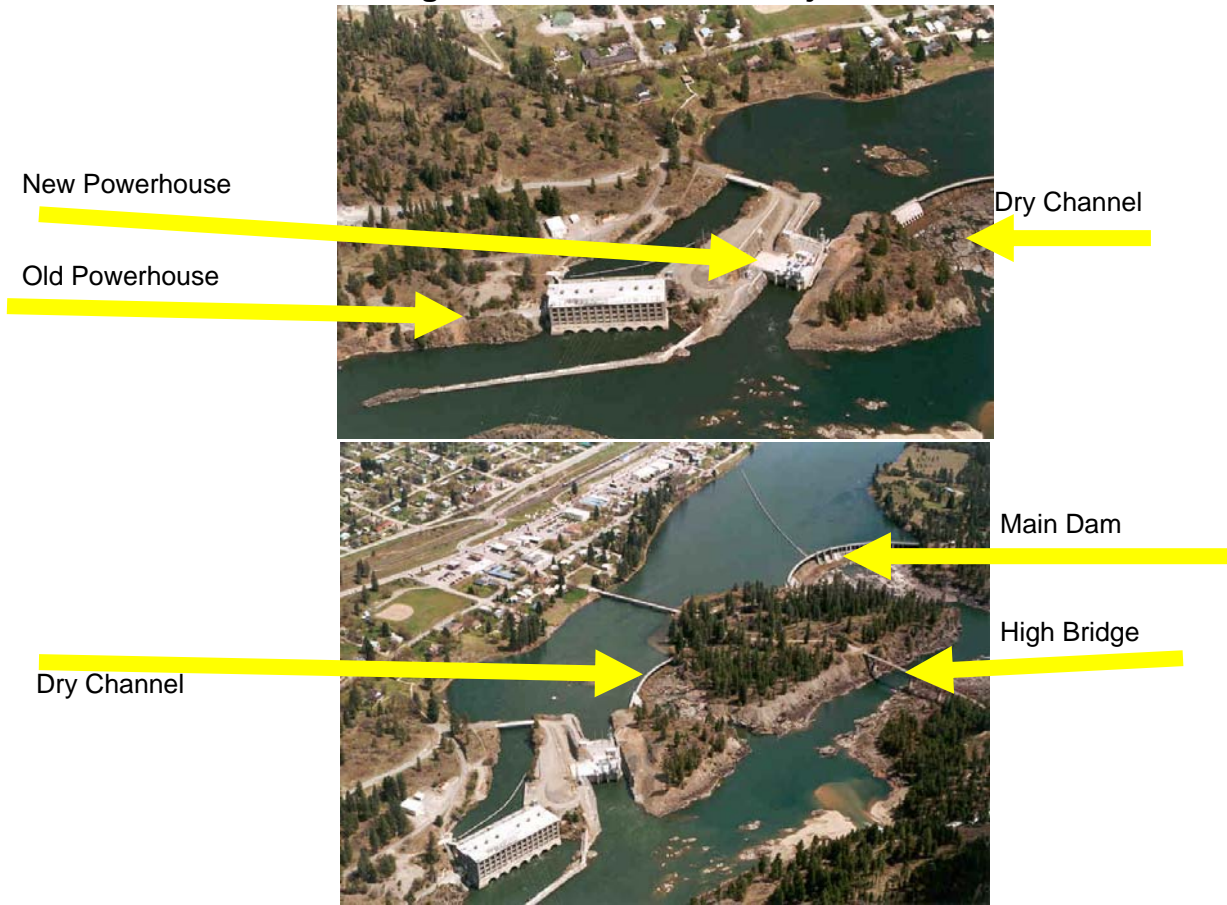 New Powerhouse
Dry Channel
Old Powerhouse
Main Dam
High Bridge
Dry Channel